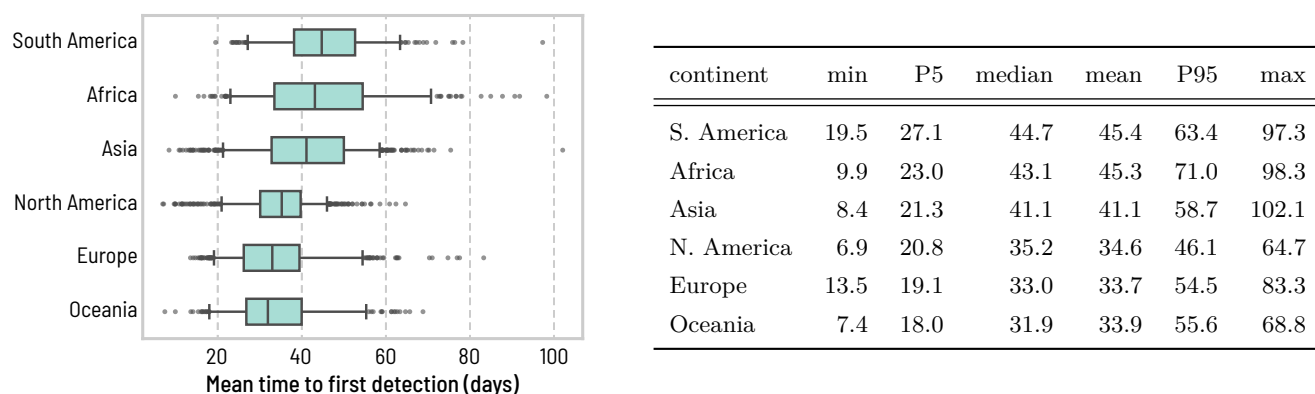 South America
Africa
Asia
North America
Europe
Oceania
20 40 60 80 100
Mean time to first detection (days)
continent min P5 median mean P95 max
S. America 19.5 27.1 44.7 45.4 63.4 97.3
Africa 9.9 23.0 43.1 45.3 71.0 98.3
Asia 8.4 21.3 41.1 41.1 58.7 102.1
N. America 6.9 20.8 35.2 34.6 46.1 64.7
Europe 13.5 19.1 33.0 33.7 54.5 83.3
Oceania 7.4 18.0 31.9 33.9 55.6 68.8